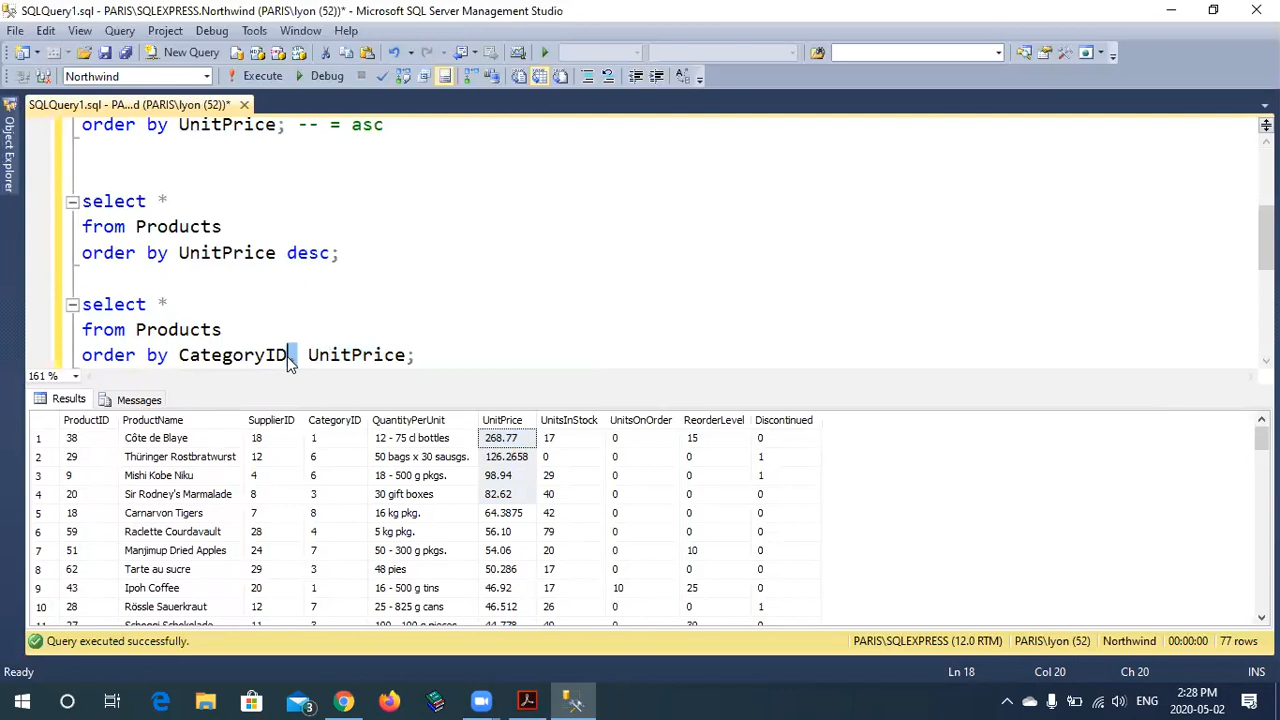 SQLQuery1.sql - PARIS\SQLEXPRESS.Northwind (PARIS\lyon (52))* - Microsoft SQL Server Management Studio
File Edit View Query Project Debug Tools Window Help
New Query
Northwind Execute Debug
SQLQuery1.sql - PA...d (PARIS\lyon (52))*
Object Explorer
order by UnitPrice; -- = asc
select *
from Products
order by UnitPrice desc;
select *
from Products
order by CategoryID, UnitPrice;
161 %
Results Messages
ProductID ProductName SupplierID CategoryID QuantityPerUnit UnitPrice UnitsInStock UnitsOnOrder ReorderLevel Discontinued
1 38 Côte de Blaye 18 1 12 - 75 cl bottles 268.77 17 0 15 0
2 29 Thüringer Rostbratwurst 12 6 50 bags x 30 sausgs. 126.2658 0 0 0 1
3 9 Mishi Kobe Niku 4 6 18 - 500 g pkgs. 98.94 29 0 0 1
4 20 Sir Rodney's Marmalade 8 3 30 gift boxes 82.62 40 0 0 0
5 18 Carnarvon Tigers 7 8 16 kg pkg. 64.3875 42 0 0 0
6 59 Raclette Courdavault 28 4 5 kg pkg. 56.10 79 0 0 0
7 51 Manjimup Dried Apples 24 7 50 - 300 g pkgs. 54.06 20 0 10 0
8 62 Tarte au sucre 29 3 48 pies 50.286 17 0 0 0
9 43 Ipoh Coffee 20 1 16 - 500 g tins 46.92 17 10 25 0
10 28 Rössle Sauerkraut 12 7 25 - 825 g cans 46.512 26 0 0 1
Query executed successfully. PARIS\SQLEXPRESS (12.0 RTM) PARIS\lyon (52) Northwind 00:00:00 77 rows
Ready Ln 18 Col 20 Ch 20 INS
3 ENG 2:28 PM
2020-05-02